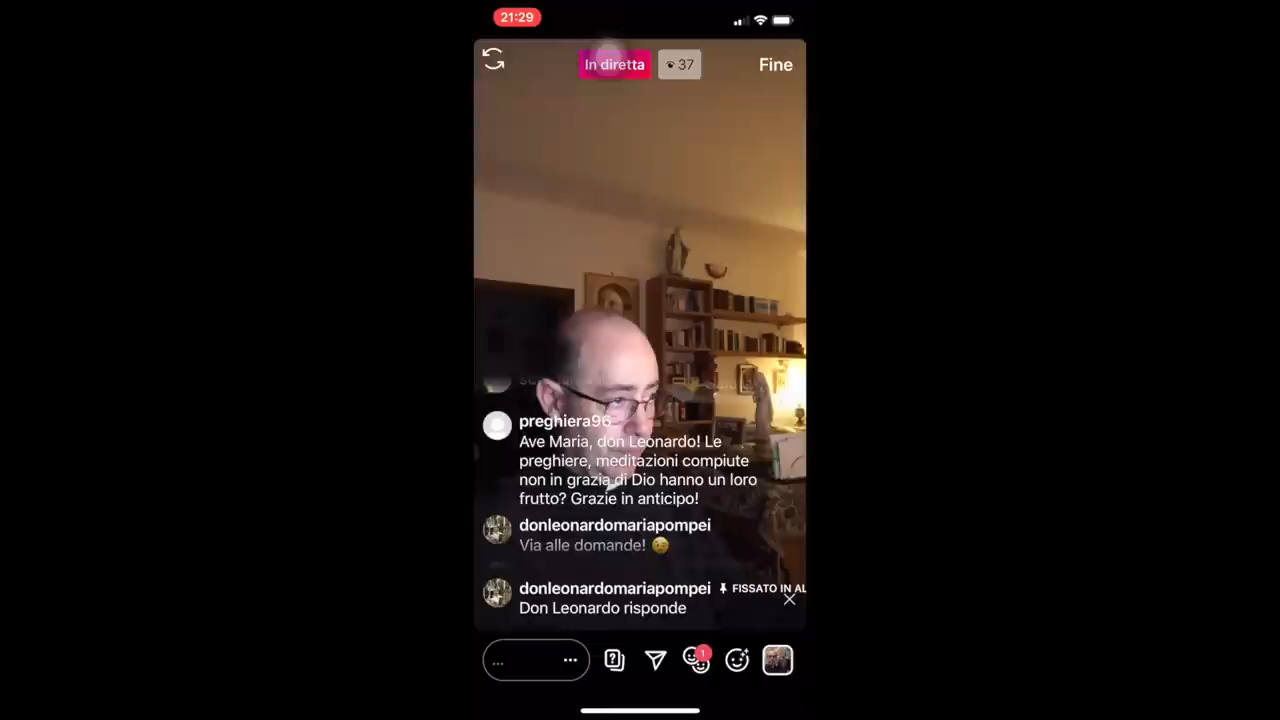 21:29
In diretta
37
Fine
preghiera96
Ave Maria, don Leonardo! Le
preghiere, meditazioni compiute
non in grazia di Dio hanno un loro
frutto? Grazie in anticipo!
donleonardomariapompei
Via alle domande! 😉
donleonardomariapompei FISSATO IN AL
Don Leonardo risponde
...
1